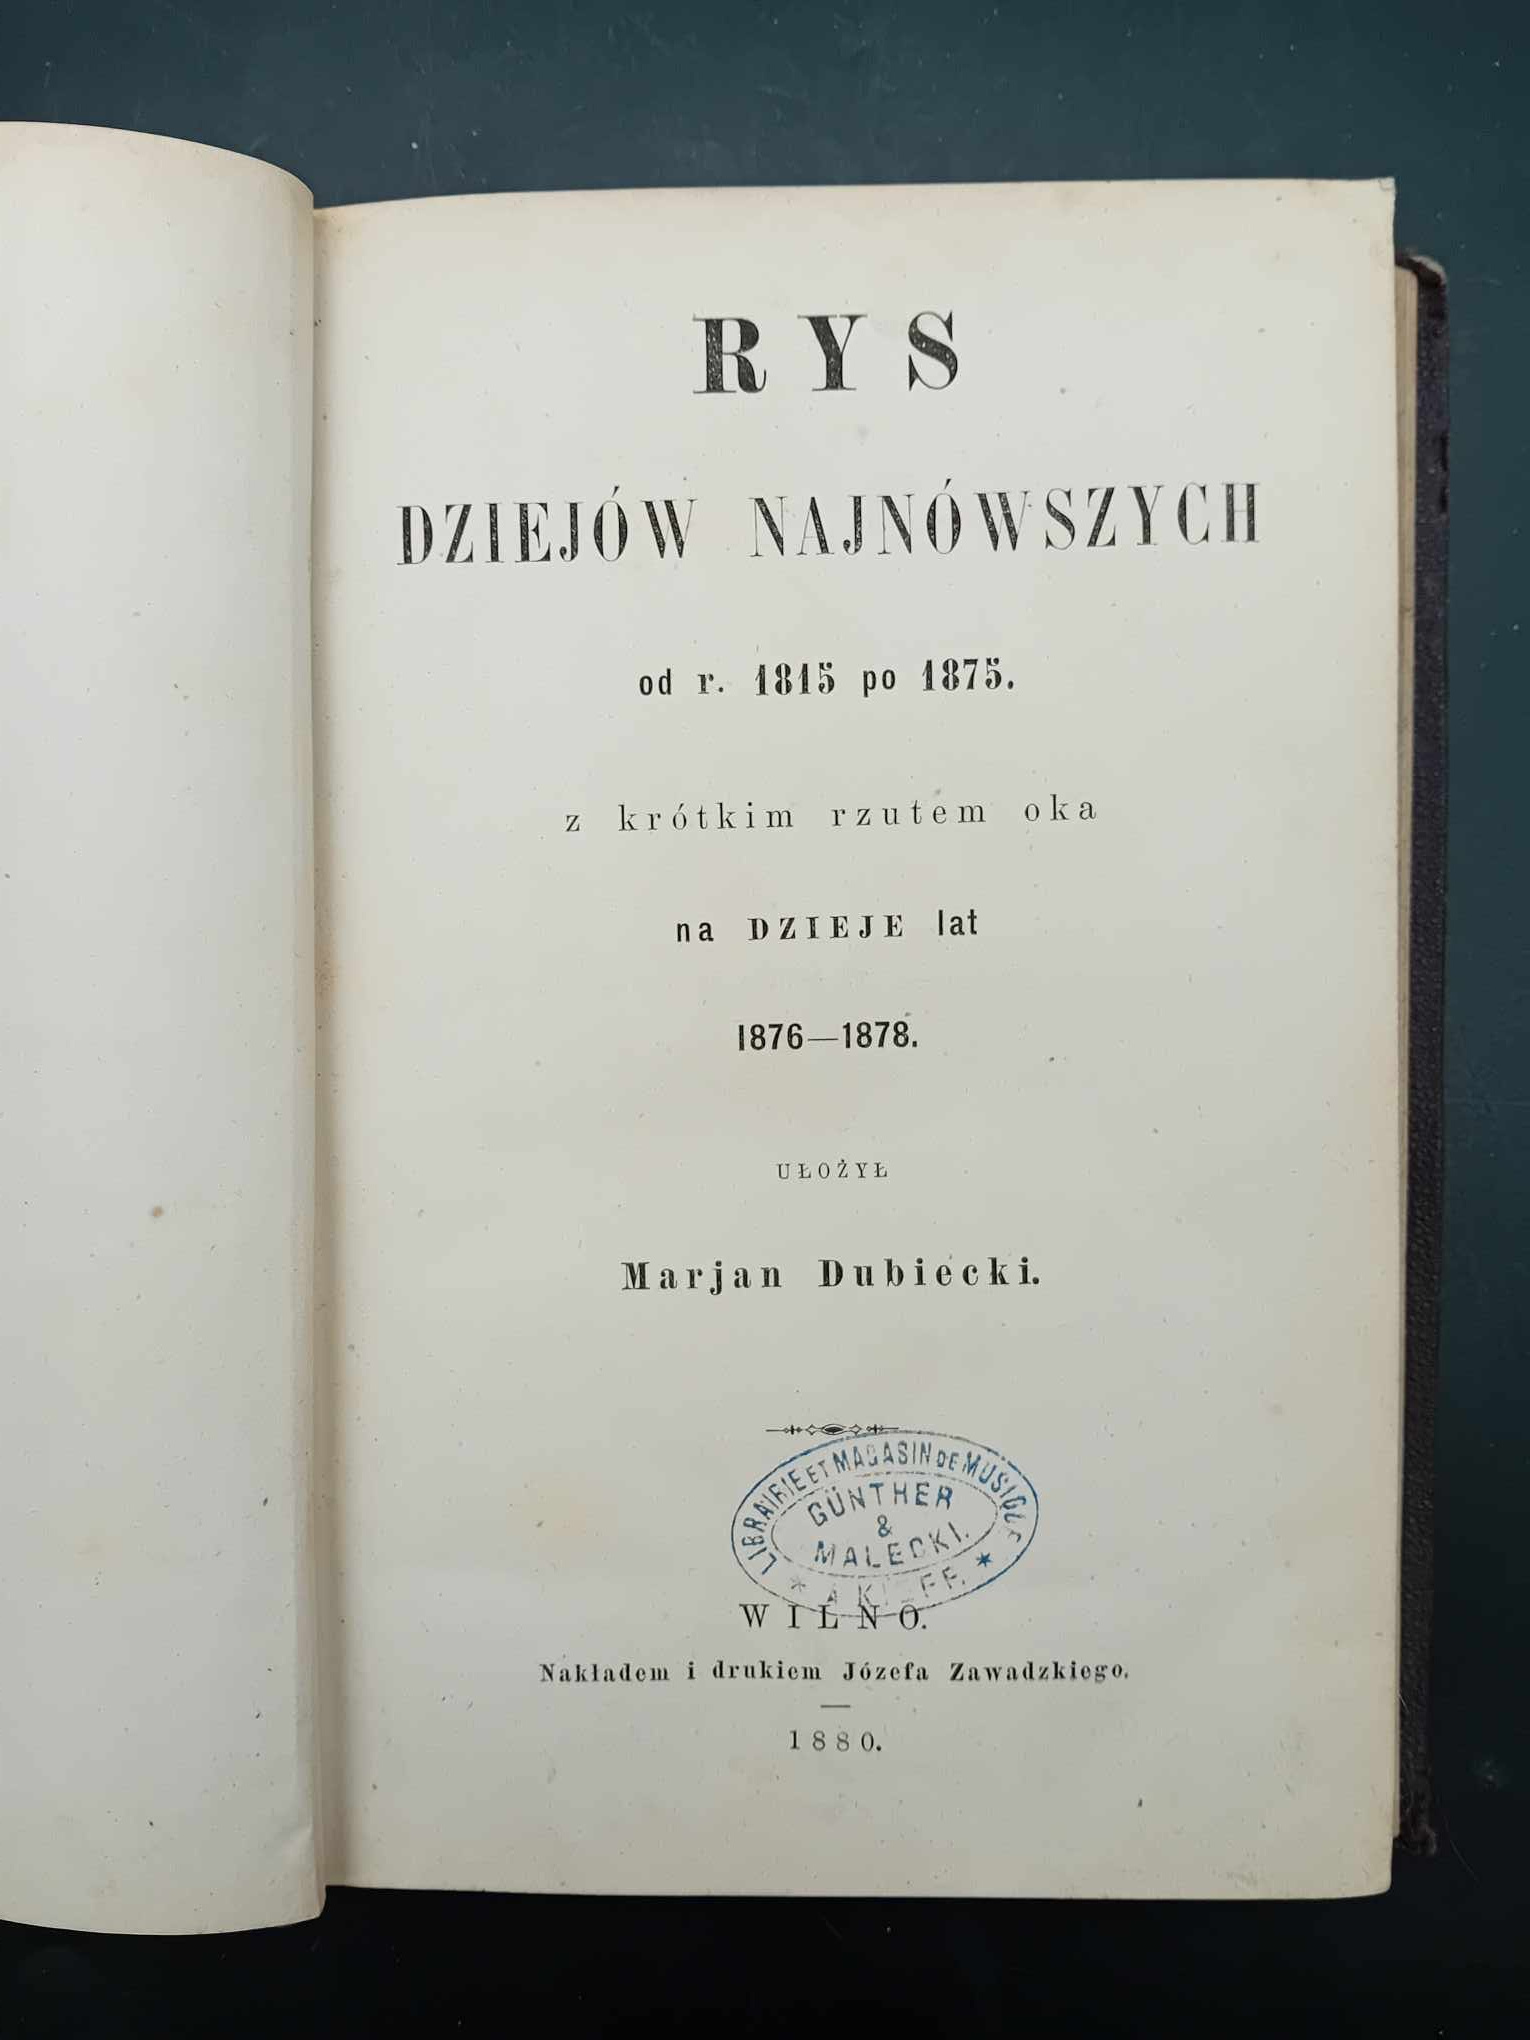 RYS
DZIEJÓW NAJNÓWSZYCH
od r. 1815 po 1875.
z krótkim rzutem oka
na DZIEJE lat
1876—1878.
UŁOŻYŁ
Marjan Dubiecki.
LIBRAIRIE ET MAGASIN DE MUSIQUE
GÜNTHER
&
MALECKI.
WILNO.
Nakładem i drukiem Józefa Zawadzkiego.
1880.